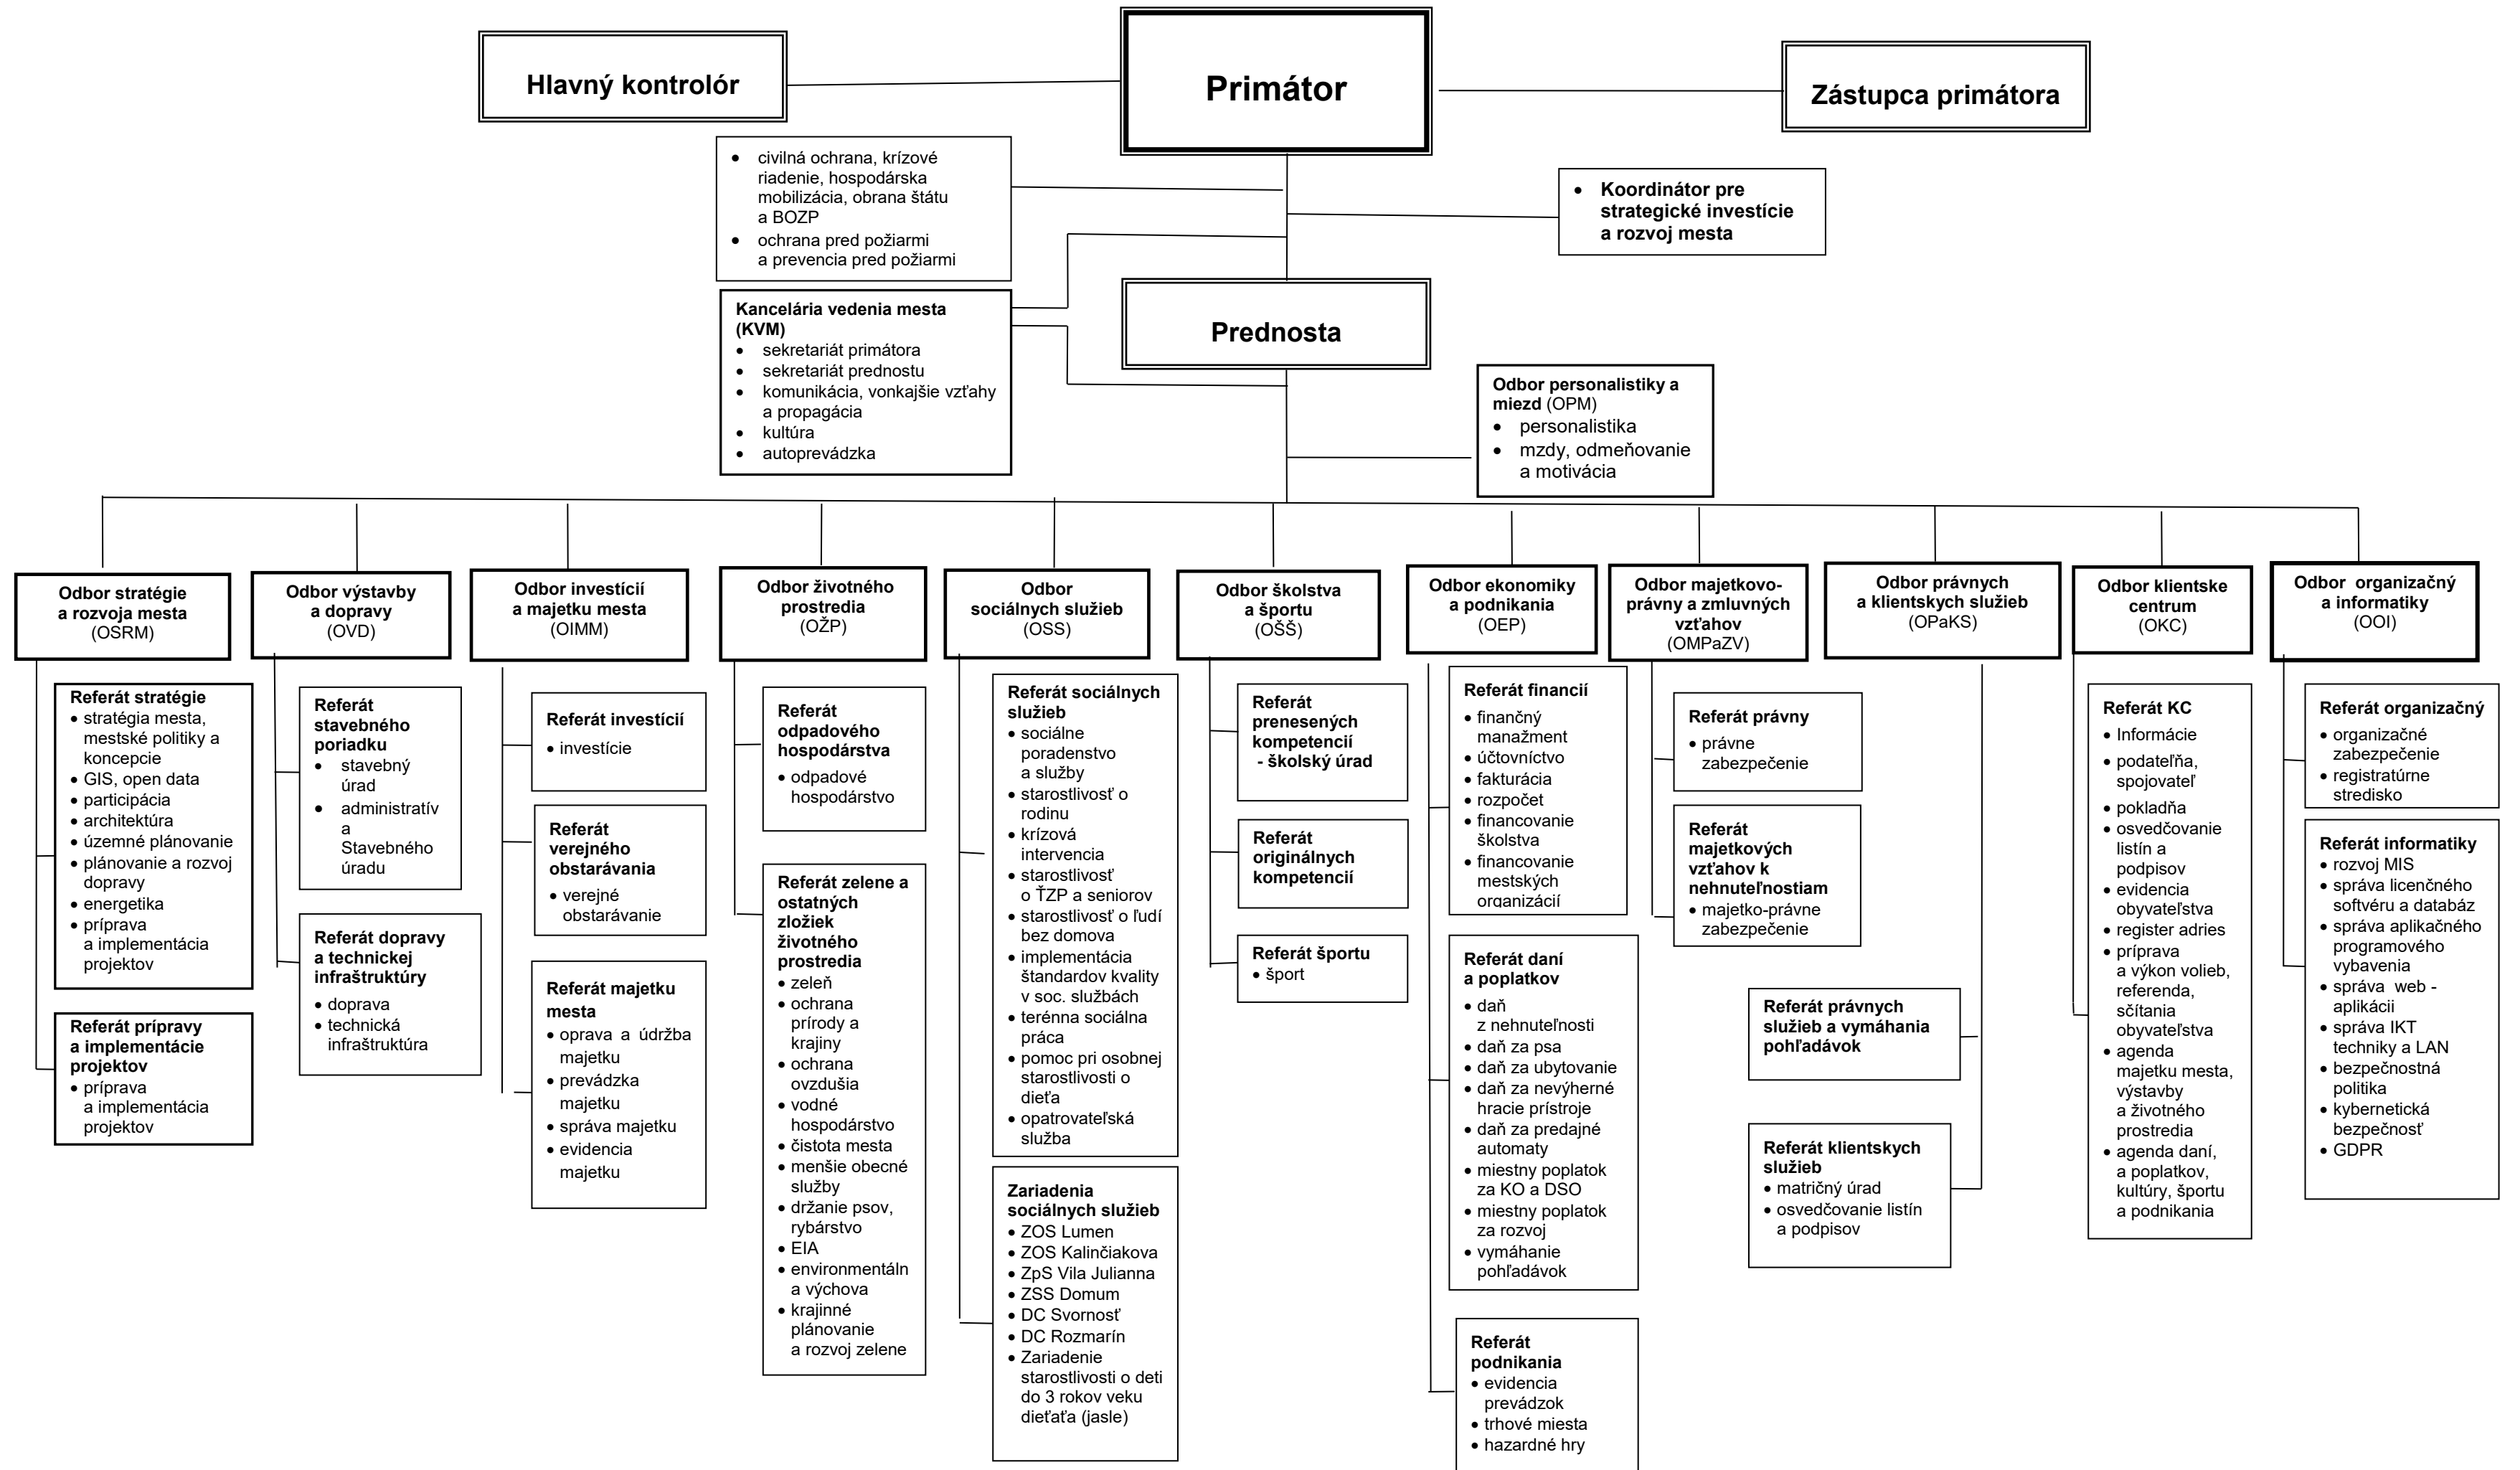 Hlavný kontrolór
Primátor
Zástupca primátora
• civilná ochrana, krízové
riadenie, hospodárska
mobilizácia, obrana štátu
a BOZP
• ochrana pred požiarmi
a prevencia pred požiarmi
• Koordinátor pre
strategické investície
a rozvoj mesta
Kancelária vedenia mesta
(KVM)
• sekretariát primátora
• sekretariát prednostu
• komunikácia, vonkajšie vzťahy
a propagácia
• kultúra
• autoprevádzka
Prednosta
Odbor personalistiky a
miezd (OPM)
• personalistika
• mzdy, odmeňovanie
a motivácia
Odbor stratégie
a rozvoja mesta
(OSRM)
Referát stratégie
• stratégia mesta,
mestské politiky a
koncepcie
• GIS, open data
• participácia
• architektúra
• územné plánovanie
• plánovanie a rozvoj
dopravy
• energetika
• príprava
a implementácia
projektov
Referát prípravy
a implementácie
projektov
• príprava
a implementácia
projektov
Odbor výstavby
a dopravy
(OVD)
Referát
stavebného
poriadku
• stavebný
úrad
• administratív
a
Stavebného
úradu
Referát dopravy
a technickej
infraštruktúry
• doprava
• technická
infraštruktúra
Odbor investícií
a majetku mesta
(OIMM)
Referát investícií
• investície
Referát
verejného
obstarávania
• verejné
obstarávanie
Referát majetku
mesta
• oprava a údržba
majetku
• prevádzka
majetku
• správa majetku
• evidencia
majetku
Odbor životného
prostredia
(OŽP)
Referát
odpadového
hospodárstva
• odpadové
hospodárstvo
Referát zelene a
ostatných
zložiek
životného
prostredia
• zeleň
• ochrana
prírody a
krajiny
• ochrana
ovzdušia
• vodné
hospodárstvo
• čistota mesta
• menšie obecné
služby
• držanie psov,
rybárstvo
• EIA
• environmentáln
a výchova
• krajinné
plánovanie
a rozvoj zelene
Odbor
sociálnych služieb
(OSS)
Referát sociálnych
služieb
• sociálne
poradenstvo
a služby
• starostlivosť o
rodinu
• krízová
intervencia
• starostlivosť
o ŤZP a seniorov
• starostlivosť o ľudí
bez domova
• implementácia
štandardov kvality
v soc. službách
• terénna sociálna
práca
• pomoc pri osobnej
starostlivosti o
dieťa
• opatrovateľská
služba
Zariadenia
sociálnych služieb
• ZOS Lumen
• ZOS Kalinčiakova
• ZpS Vila Julianna
• ZSS Domum
• DC Svornosť
• DC Rozmarín
• Zariadenie
starostlivosti o deti
do 3 rokov veku
dieťaťa (jasle)
Odbor školstva
a športu
(OŠŠ)
Referát
prenesených
kompetencií
- školský úrad
Referát
originálnych
kompetencií
Referát športu
• šport
Odbor ekonomiky
a podnikania
(OEP)
Referát financií
• finančný
manažment
• účtovníctvo
• fakturácia
• rozpočet
• financovanie
školstva
• financovanie
mestských
organizácií
Referát daní
a poplatkov
• daň
z nehnuteľnosti
• daň za psa
• daň za ubytovanie
• daň za nevýherné
hracie prístroje
• daň za predajné
automaty
• miestny poplatok
za KO a DSO
• miestny poplatok
za rozvoj
• vymáhanie
pohľadávok
Referát
podnikania
• evidencia
prevádzok
• trhové miesta
• hazardné hry
Odbor majetkovo-
právny a zmluvných
vzťahov
(OMPaZV)
Referát právny
• právne
zabezpečenie
Referát
majetkových
vzťahov k
nehnuteľnostiam
• majetko-právne
zabezpečenie
Odbor právnych
a klientskych služieb
(OPaKS)
Referát právnych
služieb a vymáhania
pohľadávok
Referát klientskych
služieb
• matričný úrad
• osvedčovanie listín
a podpisov
Odbor klientske
centrum
(OKC)
Referát KC
• Informácie
• podateľňa,
spojovateľ
• pokladňa
• osvedčovanie
listín a
podpisov
• evidencia
obyvateľstva
• register adries
• príprava
a výkon volieb,
referenda,
sčítania
obyvateľstva
• agenda
majetku mesta,
výstavby
a životného
prostredia
• agenda daní,
a poplatkov,
kultúry, športu
a podnikania
Odbor organizačný
a informatiky
(OOI)
Referát organizačný
• organizačné
zabezpečenie
• registratúrne
stredisko
Referát informatiky
• rozvoj MIS
• správa licenčného
softvéru a databáz
• správa aplikačného
programového
vybavenia
• správa web -
aplikácii
• správa IKT
techniky a LAN
• bezpečnostná
politika
• kybernetická
bezpečnosť
• GDPR